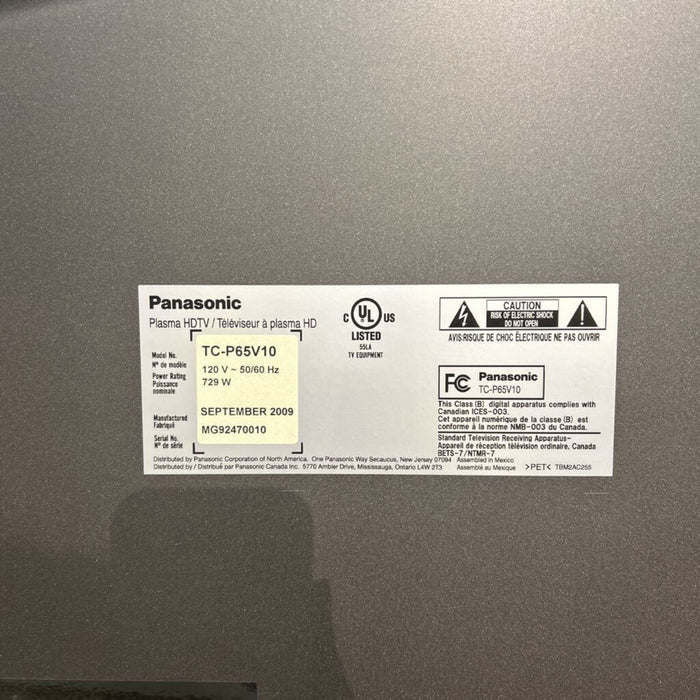 Panasonic
Plasma HDTV / Téléviseur à plasma HD
Model No.
Nº de modèle
TC-P65V10
Power Rating
Puissance
nominale
120 V ~ 50/60 Hz
729 W
Manufactured
Fabriqué
SEPTEMBER 2009
Serial No.
Nº de série
MG92470010
C UL US
LISTED
55LA
TV EQUIPMENT
CAUTION
RISK OF ELECTRIC SHOCK
DO NOT OPEN
AVIS:RISQUE DE CHOC ÉLECTRIQUE NE PAS OUVRIR
FC Panasonic
TC-P65V10
This Class (B) digital apparatus complies with
Canadian ICES-003.
Cet appareil numérique de la classe (B) est
conforme à la norme NMB-003 du Canada.
Standard Television Receiving Apparatus-
Appareil de réception télévision ordinaire, Canada
BETS-7/NTMR-7
Distributed by Panasonic Corporation of North America. One Panasonic Way Secaucus, New Jersey 07094 Assembled in Mexico
Distributed by / Distribué par Panasonic Canada Inc. 5770 Ambler Drive, Mississauga, Ontario L4W 2T3 Assemblé au Mexique >PET< TBM2AC255